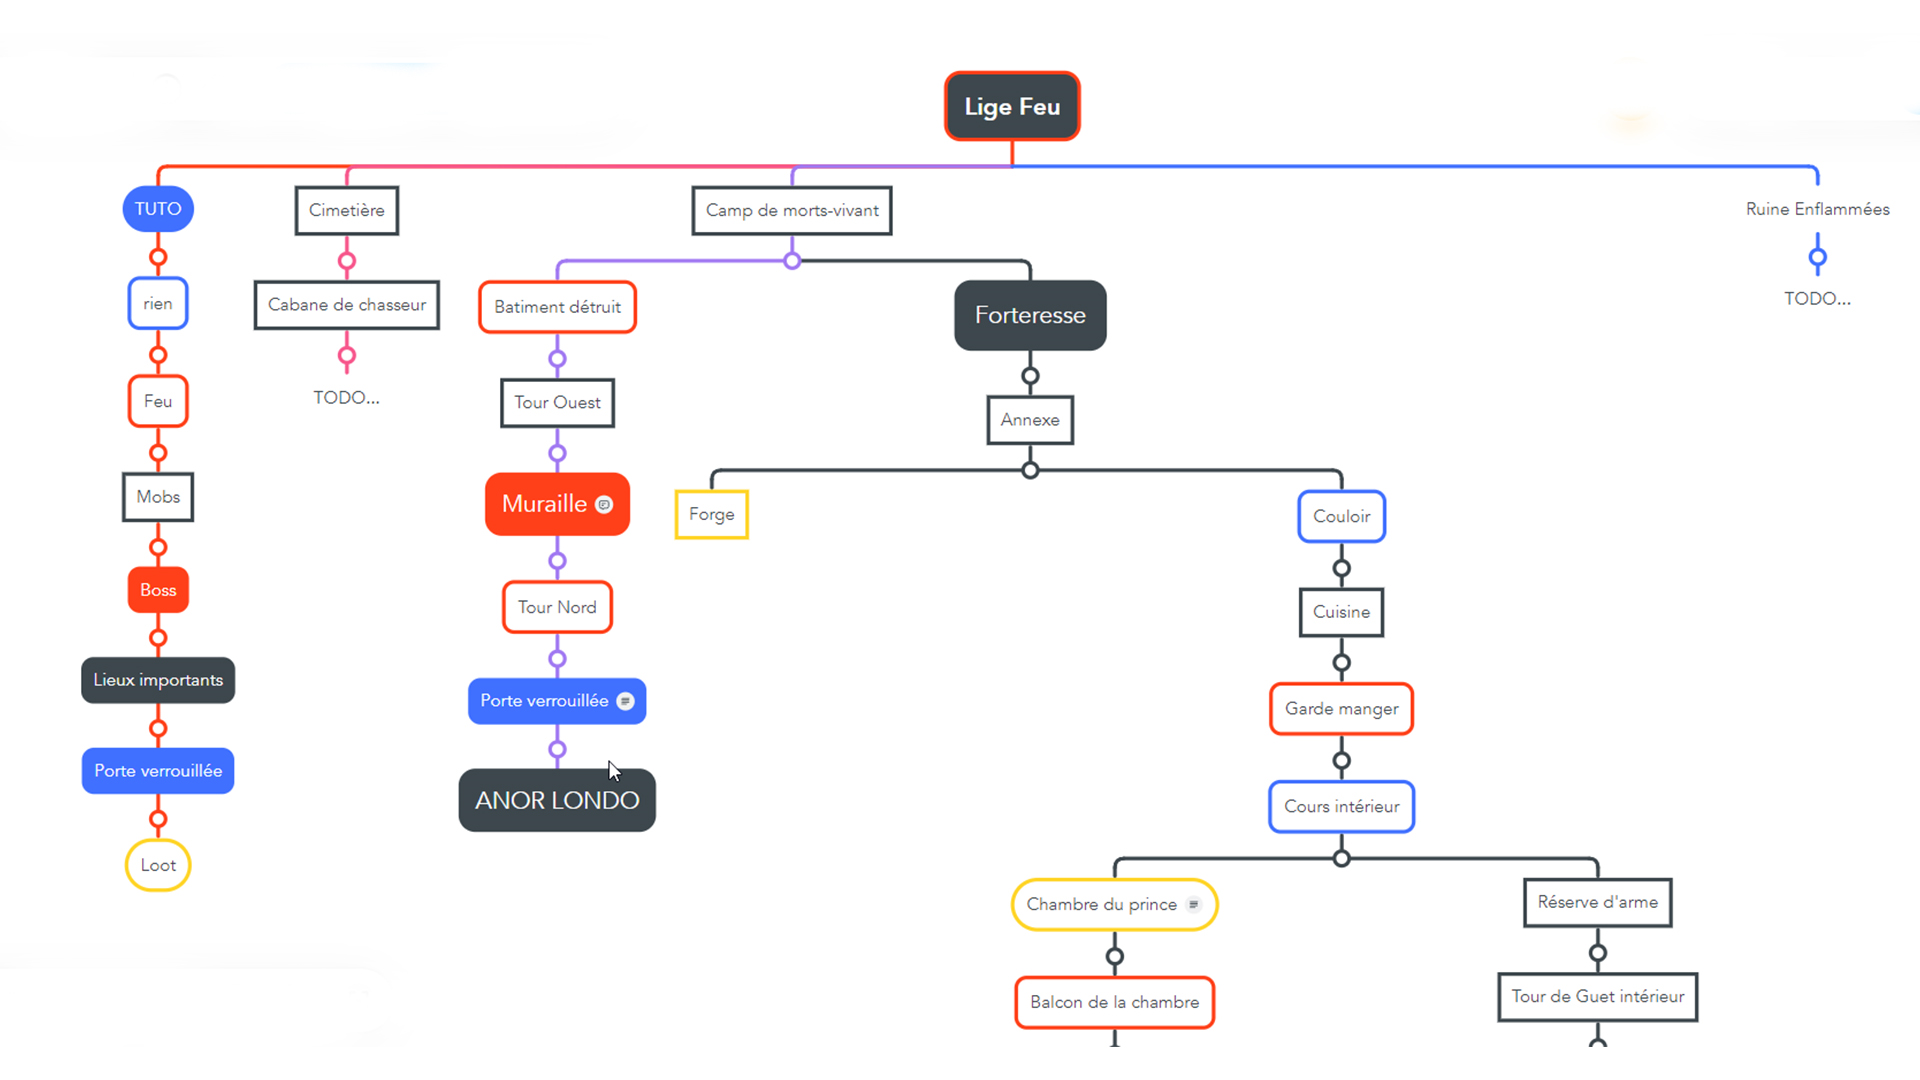 Lige Feu
TUTO
Cimetière
Camp de morts-vivant
Ruine Enflammées
rien
Cabane de chasseur
Batiment détruit
Forteresse
TODO...
Feu
TODO...
Tour Ouest
Annexe
Mobs
Muraille
Forge
Couloir
Boss
Tour Nord
Cuisine
Lieux importants
Porte verrouillée
Garde manger
Porte verrouillée
ANOR LONDO
Cours intérieur
Loot
Chambre du prince
Réserve d'arme
Balcon de la chambre
Tour de Guet intérieur